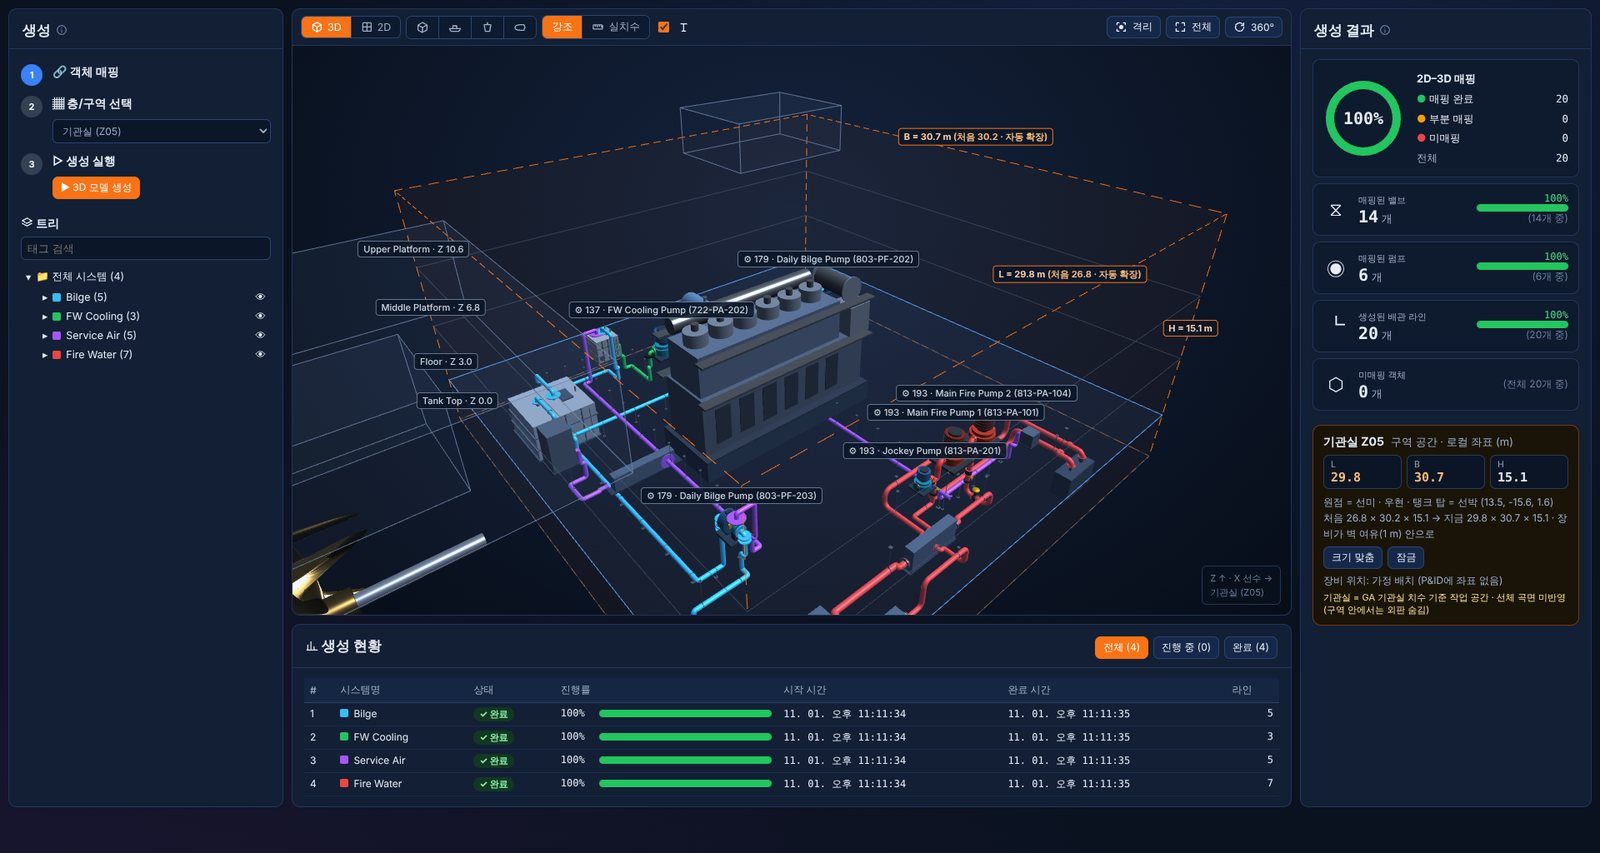 생성
1 객체 매핑
2 층/구역 선택
기관실 (Z05)
3 생성 실행
3D 모델 생성
트리
태그 검색
전체 시스템 (4)
Bilge (5)
FW Cooling (3)
Service Air (5)
Fire Water (7)
3D 2D 강조 실치수 T 격리 전체 360°
B = 30.7 m (처음 30.2 · 자동 확장)
Upper Platform · Z 10.6
179 · Daily Bilge Pump (803-PF-202)
L = 29.8 m (처음 26.8 · 자동 확장)
Middle Platform · Z 6.8
137 · FW Cooling Pump (722-PA-202)
H = 15.1 m
Floor · Z 3.0
Tank Top · Z 0.0
193 · Main Fire Pump 2 (813-PA-104)
193 · Main Fire Pump 1 (813-PA-101)
193 · Jockey Pump (813-PA-201)
179 · Daily Bilge Pump (803-PF-203)
Z ↑ · X 선수 →
기관실 (Z05)
생성 현황
전체 (4) 진행 중 (0) 완료 (4)
# 시스템명 상태 진행률 시작 시간 완료 시간 라인
1 Bilge ✓ 완료 100% 11. 01. 오후 11:11:34 11. 01. 오후 11:11:35 5
2 FW Cooling ✓ 완료 100% 11. 01. 오후 11:11:34 11. 01. 오후 11:11:35 3
3 Service Air ✓ 완료 100% 11. 01. 오후 11:11:34 11. 01. 오후 11:11:35 5
4 Fire Water ✓ 완료 100% 11. 01. 오후 11:11:34 11. 01. 오후 11:11:35 7
생성 결과
100%
2D-3D 매핑
매핑 완료 20
부분 매핑 0
미매핑 0
전체 20
매핑된 밸브 100%
14 개 (14개 중)
매핑된 펌프 100%
6 개 (6개 중)
생성된 배관 라인 100%
20 개 (20개 중)
미매핑 객체
0 개 (전체 20개 중)
기관실 Z05 구역 공간 · 로컬 좌표 (m)
L B H
29.8 30.7 15.1
원점 = 선미 · 우현 · 탱크 탑 = 선박 (13.5, -15.6, 1.6)
처음 26.8 × 30.2 × 15.1 → 지금 29.8 × 30.7 × 15.1 · 장
비가 벽 여유(1 m) 안으로
크기 맞춤 잠금
장비 위치: 가정 배치 (P&ID에 좌표 없음)
기관실 = GA 기관실 치수 기준 작업 공간 · 선체 곡면 미반영
(구역 안에서는 외판 숨김)